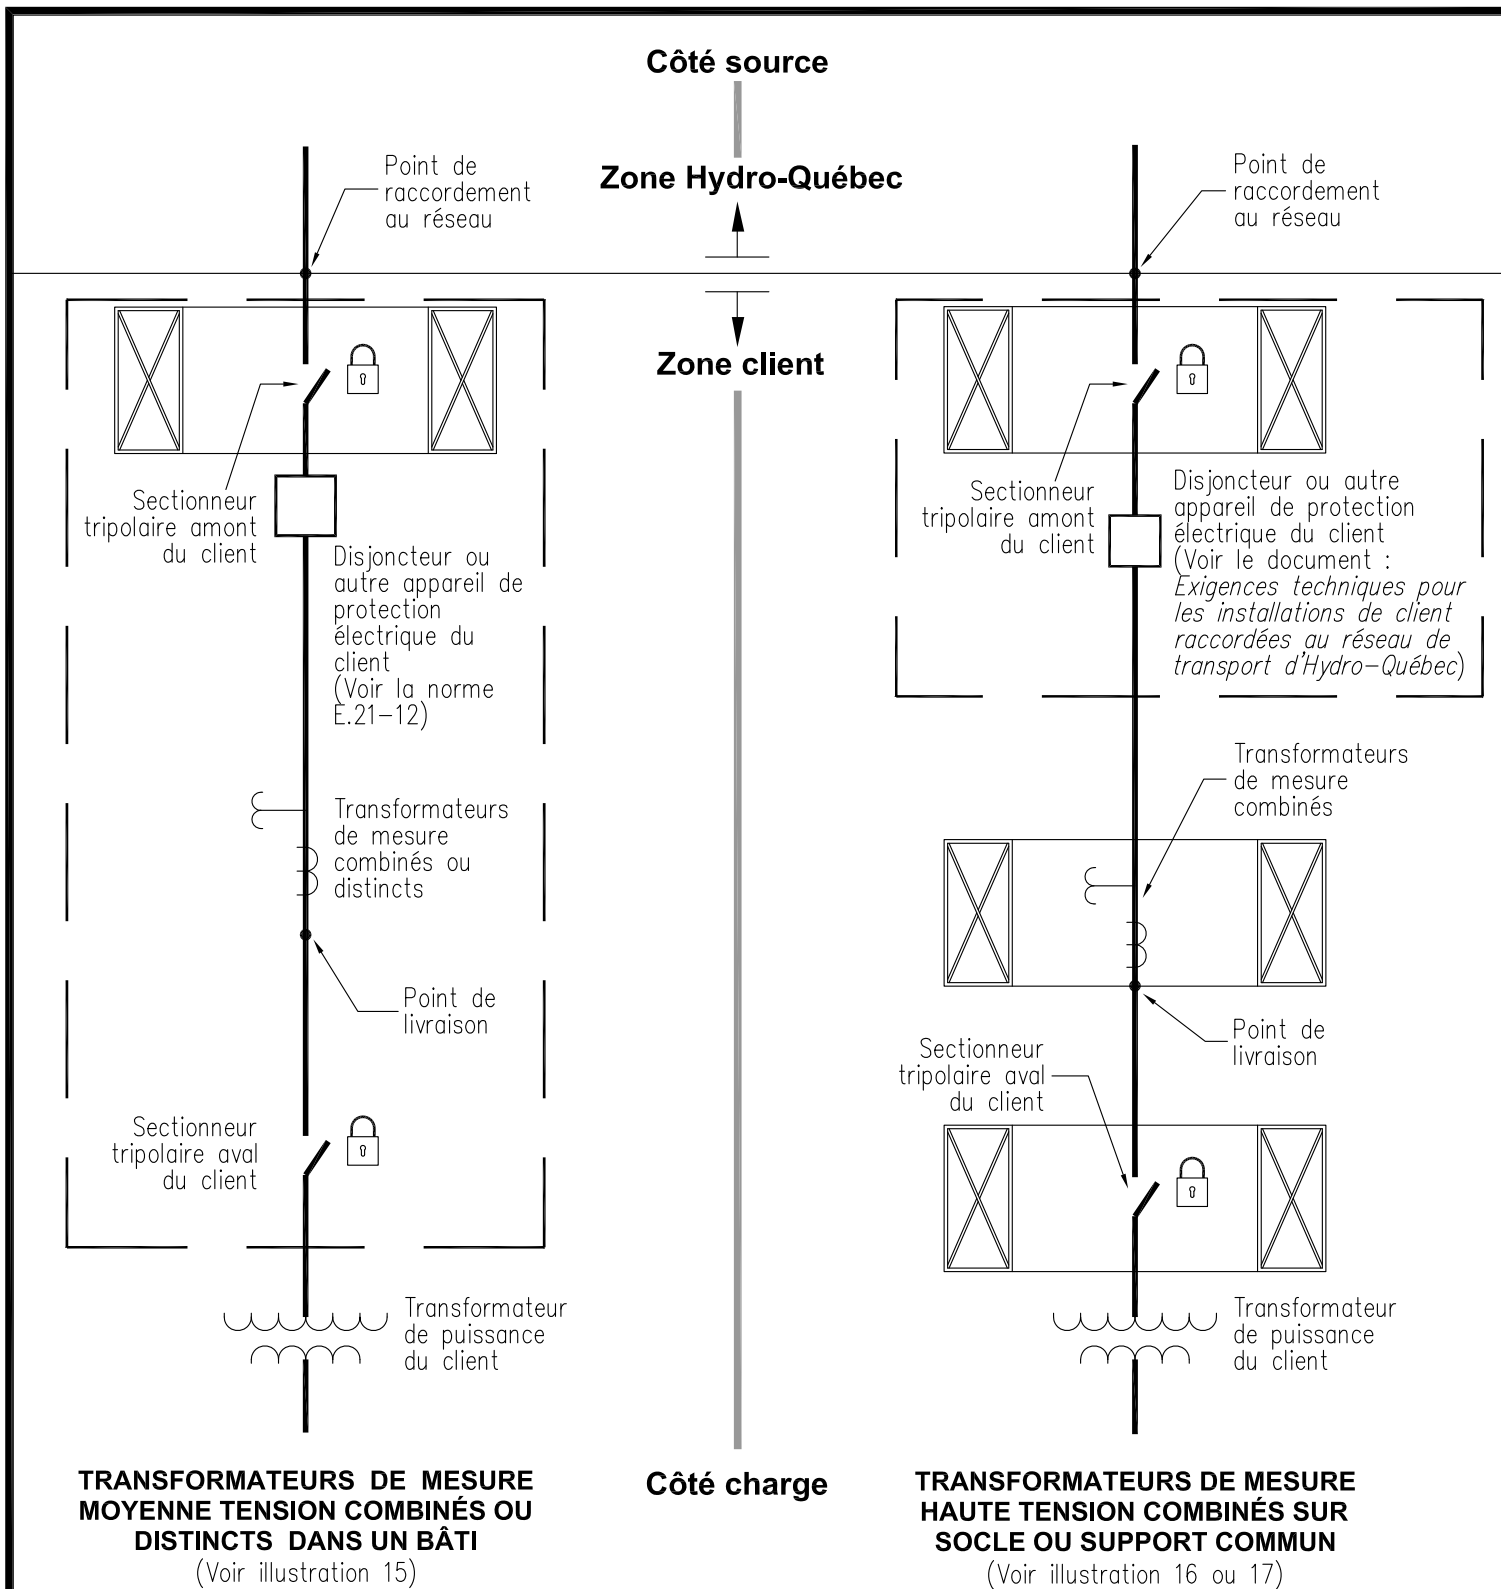 Côté source
Zone Hydro-Québec
Point de
raccordement
au réseau
Point de
raccordement
au réseau
Zone client
Sectionneur
tripolaire amont
du client
Disjoncteur ou
autre appareil de
protection
électrique du
client
(Voir la norme
E.21-12)
Transformateurs
de mesure
combinés ou
distincts
Point de
livraison
Sectionneur
tripolaire aval
du client
Transformateur
de puissance
du client
TRANSFORMATEURS DE MESURE
MOYENNE TENSION COMBINÉS OU
DISTINCTS DANS UN BÂTI
(Voir illustration 15)
Côté charge
Sectionneur
tripolaire amont
du client
Disjoncteur ou autre
appareil de protection
électrique du client
(Voir le document :
Exigences techniques pour
les installations de client
raccordées au réseau de
transport d'Hydro-Québec)
Transformateurs
de mesure
combinés
Point de
livraison
Sectionneur
tripolaire aval
du client
Transformateur
de puissance
du client
TRANSFORMATEURS DE MESURE
HAUTE TENSION COMBINÉS SUR
SOCLE OU SUPPORT COMMUN
(Voir illustration 16 ou 17)